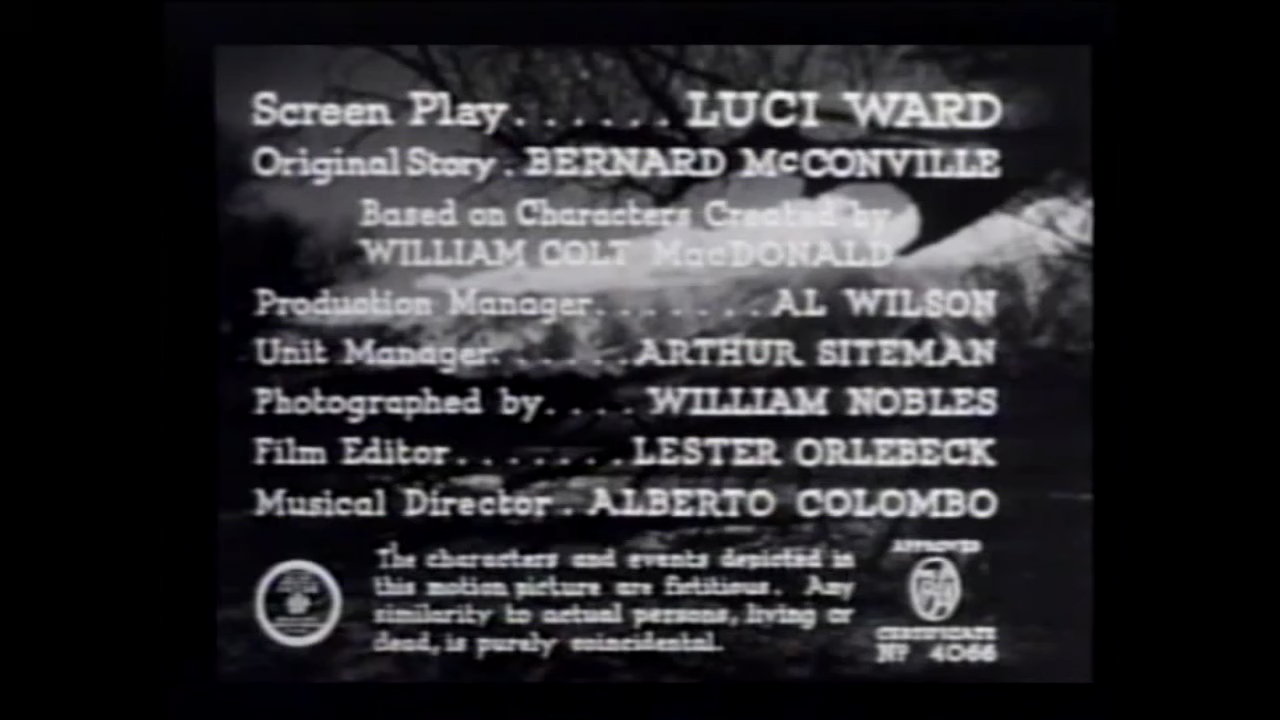 Screen Play......LUCI WARD
Original Story.BERNARD McCONVILLE
Based on Characters Created by
WILLIAM COLT MacDONALD
Production Manager.......AL WILSON
Unit Manager......ARTHUR SITEMAN
Photographed by....WILLIAM NOBLES
Film Editor.......LESTER ORLEBECK
Musical Director.ALBERTO COLOMBO
The characters and events depicted in
this motion picture are fictitious. Any
similarity to actual persons, living or
dead, is purely coincidental.
APPROVED
CERTIFICATE
Nº 4066